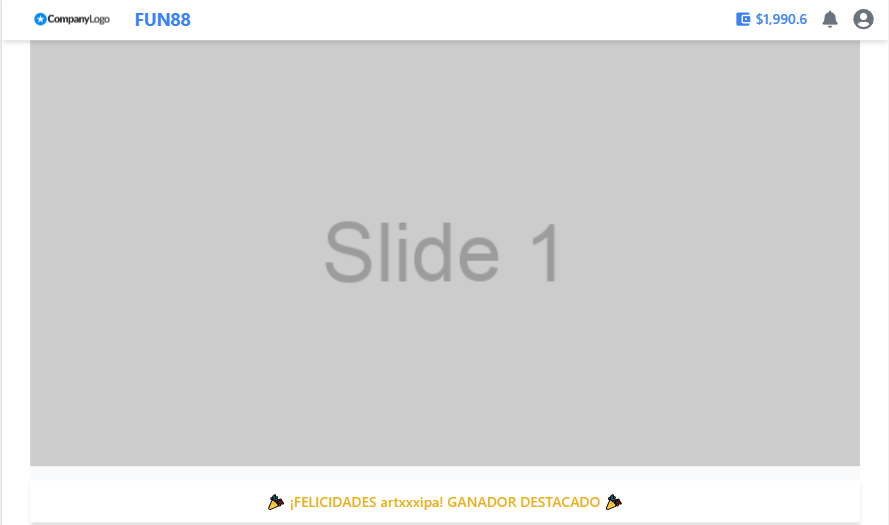 CompanyLogo
FUN88
$1,990.6
Slide 1
¡FELICIDADES artxxxipa! GANADOR DESTACADO